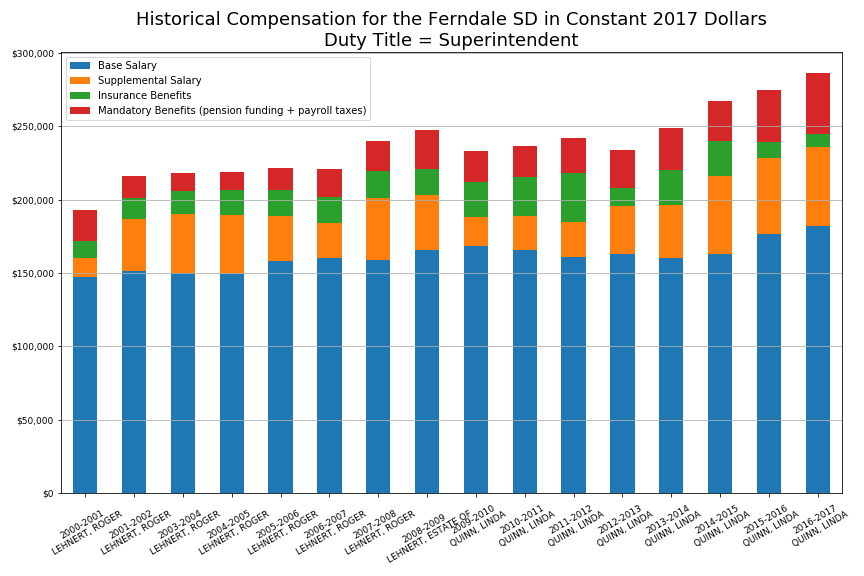 Historical Compensation for the Ferndale SD in Constant 2017 Dollars
Duty Title = Superintendent
Base Salary
Supplemental Salary
Insurance Benefits
Mandatory Benefits (pension funding + payroll taxes)
$300,000
$250,000
$200,000
$150,000
$100,000
$50,000
$0
2000-2001
LEHNERT, ROGER
2001-2002
LEHNERT, ROGER
2003-2004
LEHNERT, ROGER
2004-2005
LEHNERT, ROGER
2005-2006
LEHNERT, ROGER
2006-2007
LEHNERT, ROGER
2007-2008
LEHNERT, ROGER
2008-2009
LEHNERT, ESTATE OF
2009-2010
QUINN, LINDA
2010-2011
QUINN, LINDA
2011-2012
QUINN, LINDA
2012-2013
QUINN, LINDA
2013-2014
QUINN, LINDA
2014-2015
QUINN, LINDA
2015-2016
QUINN, LINDA
2016-2017
QUINN, LINDA